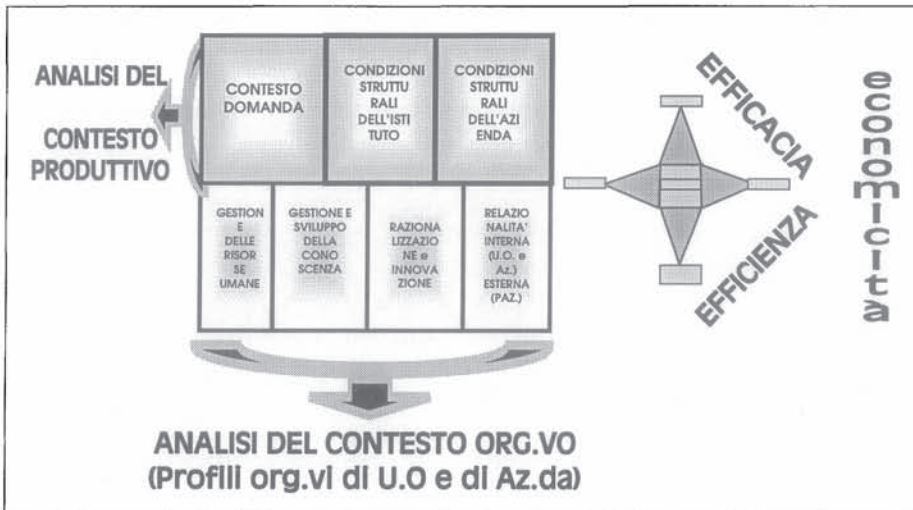 ANALISI DEL
CONTESTO
PRODUTTIVO
CONTESTO
DOMANDA
CONDIZIONI
STRUTTU
RALI
DELL'ISTI
TUTO
CONDIZIONI
STRUTTU
RALI
DELL'AZI
ENDA
GESTION
E
DELLE
RISOR
SE
UMANE
GESTIONE E
SVILUPPO
DELLA
CONO
SCENZA
RAZIONA
LIZZAZIO
NE e
INNOVA
ZIONE
RELAZIO
NALITA'
INTERNA
(U.O. e
Az.)
ESTERNA
(PAZ.)
EFFICACIA
EFFICIENZA
economicità
ANALISI DEL CONTESTO ORG.VO
(Profili org.vi di U.O e di Az.da)